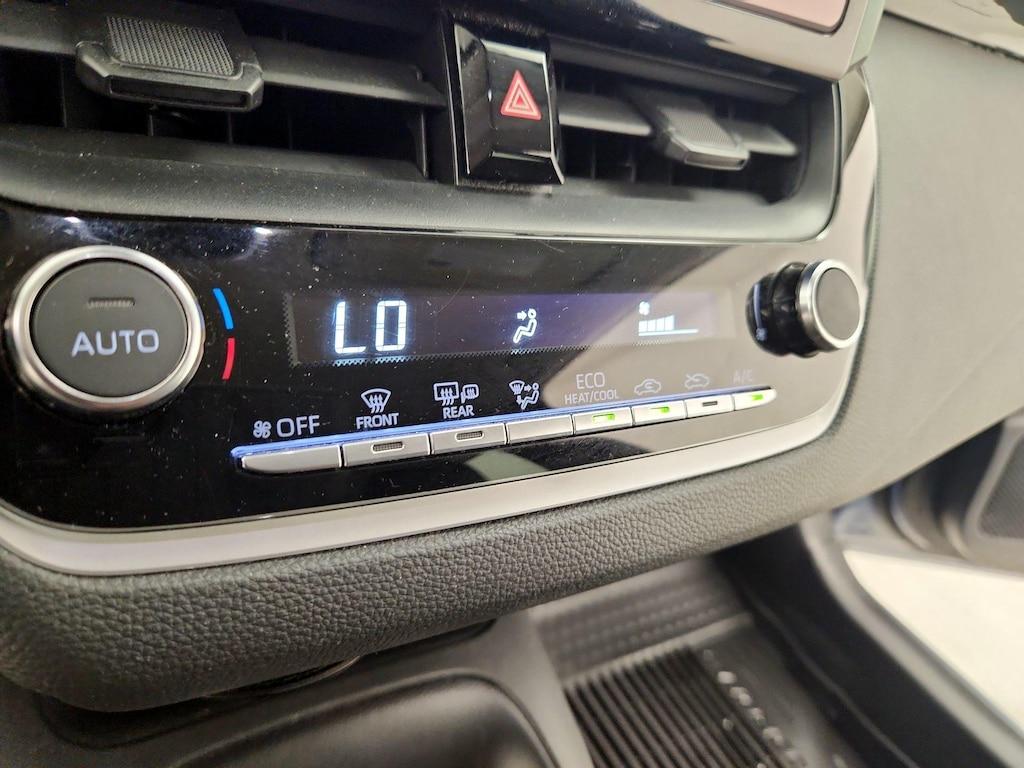 LO
AUTO
OFF
FRONT
REAR
ECO
HEAT/COOL
A/C